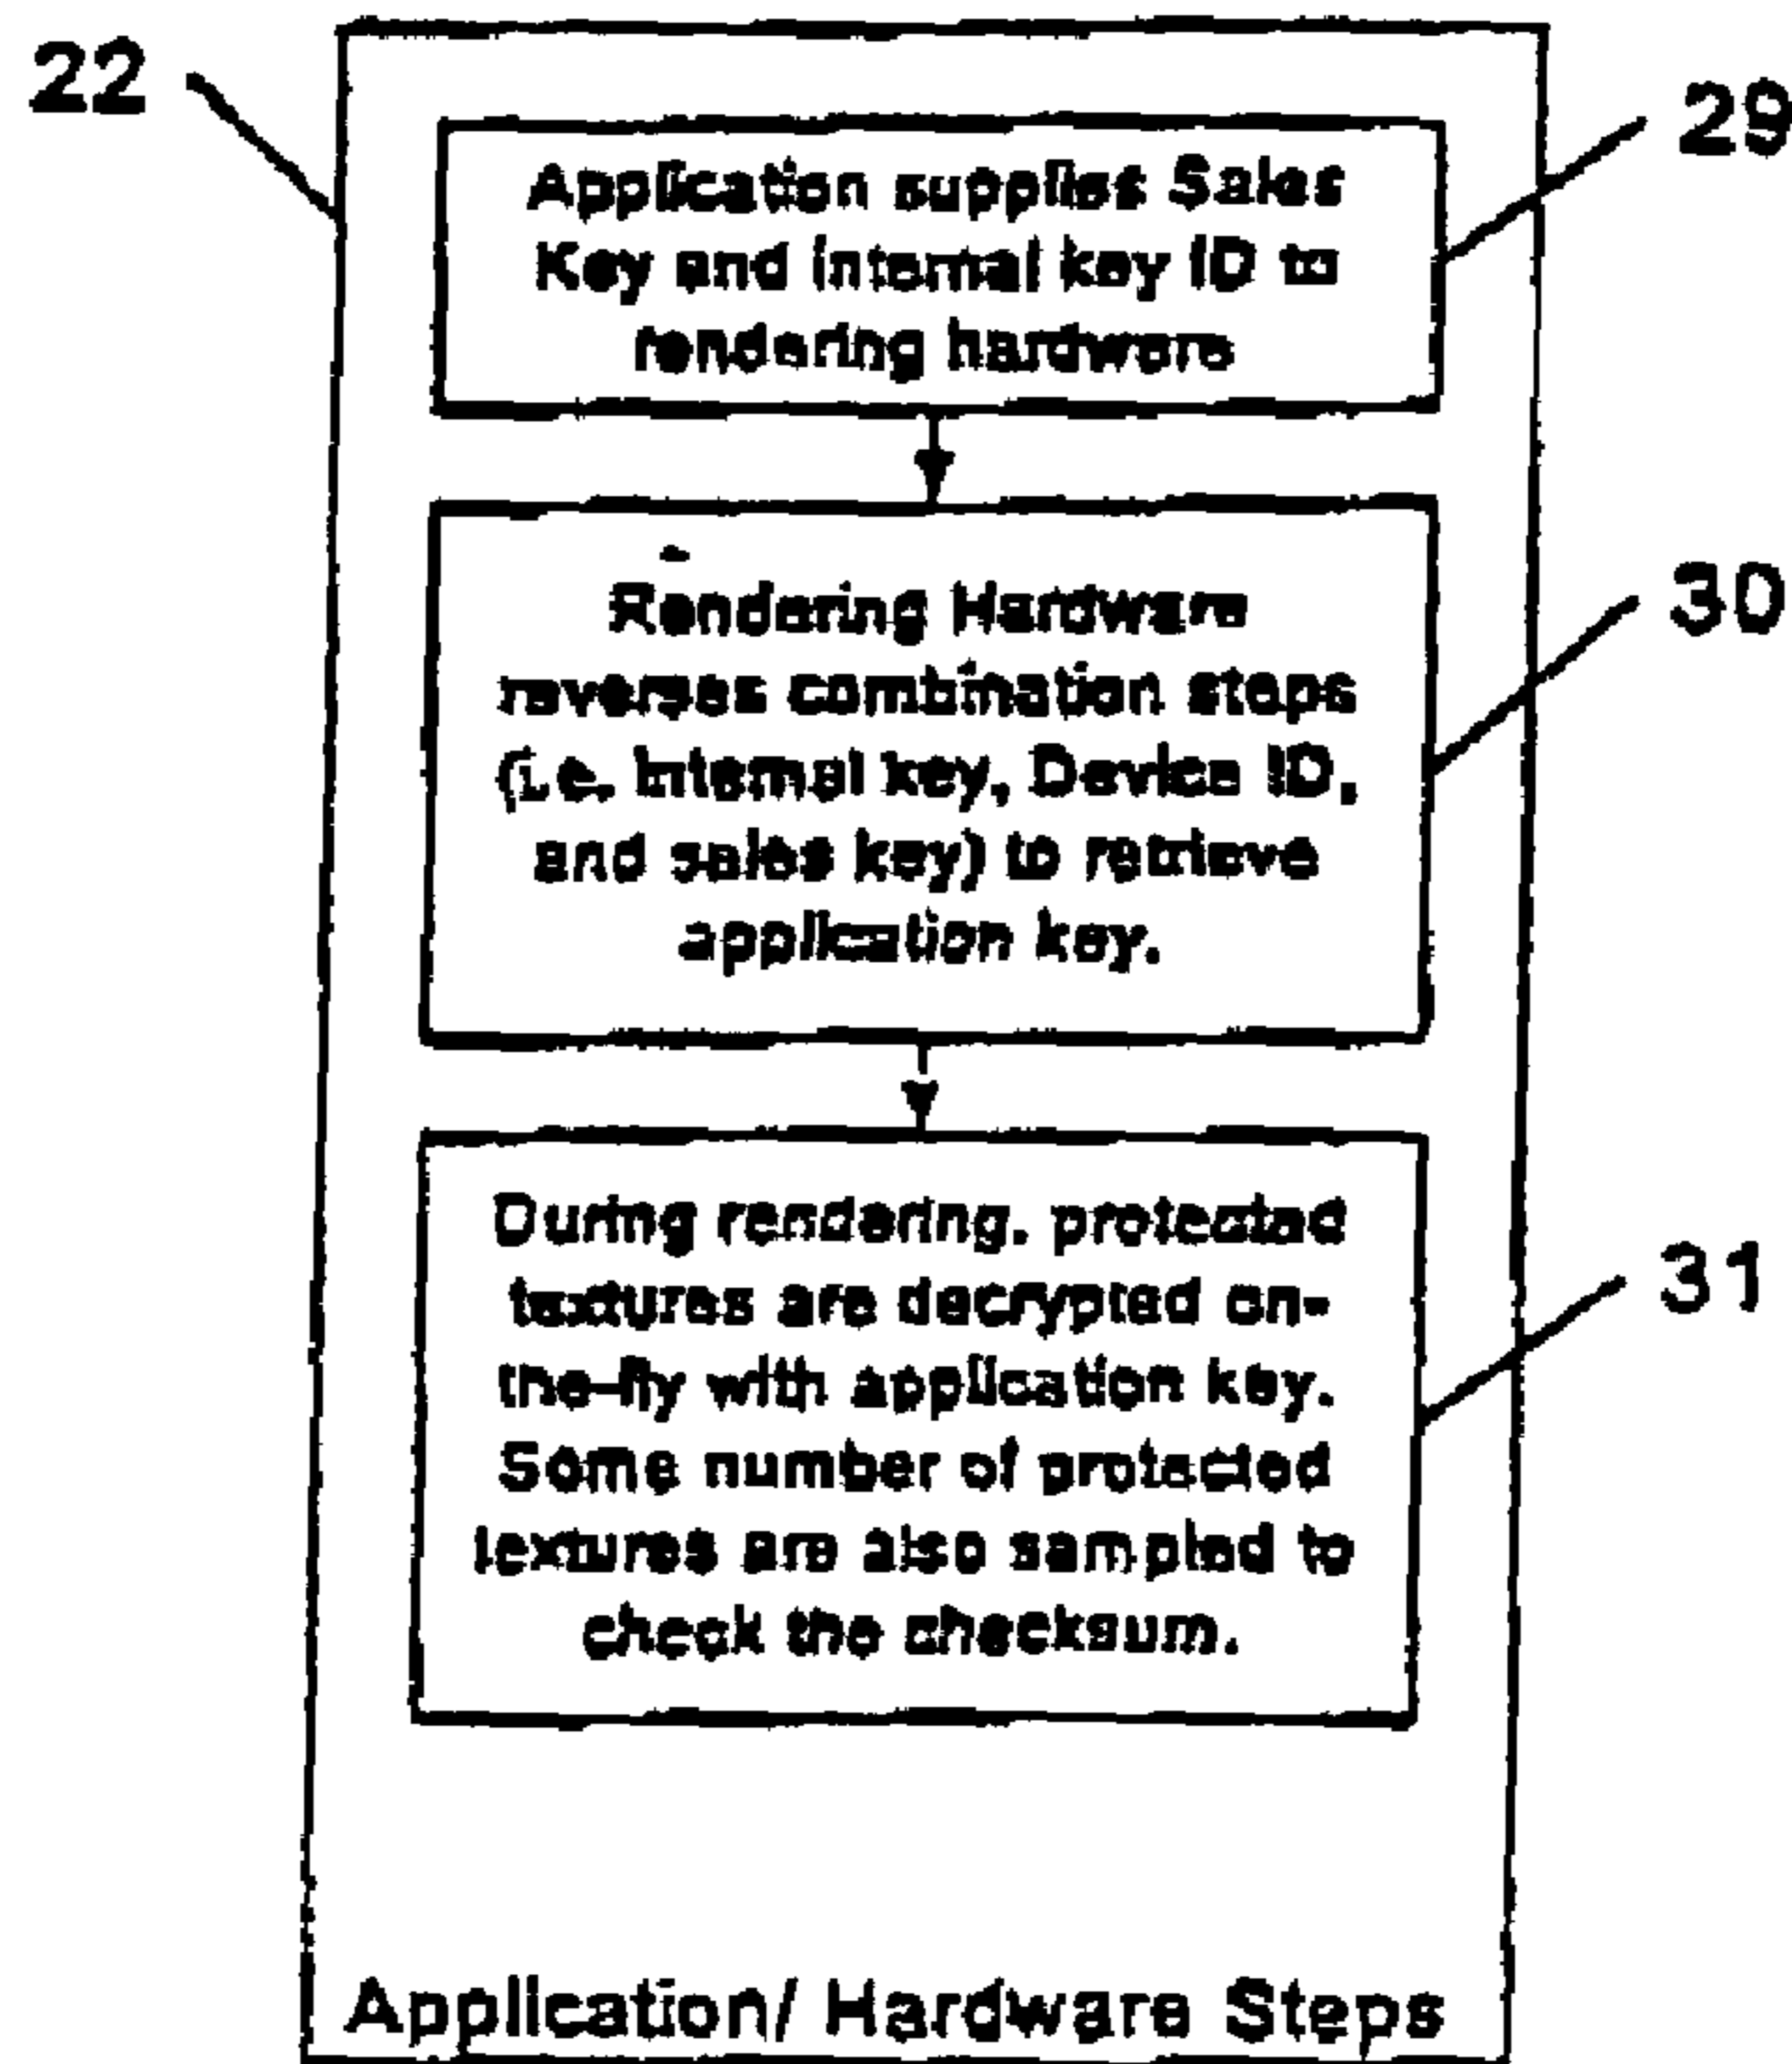 22
29
Application supplies Sales
Key and internal key ID to
rendering hardware
30
Rendering Hardware
reverses combination steps
(i.e. internal key, Device ID,
and sales key) to retrieve
application key.
31
During rendering, protected
textures are decrypted on-
the-fly with application key.
Some number of protected
textures are also sampled to
check the checksum.
Application/ Hardware Steps